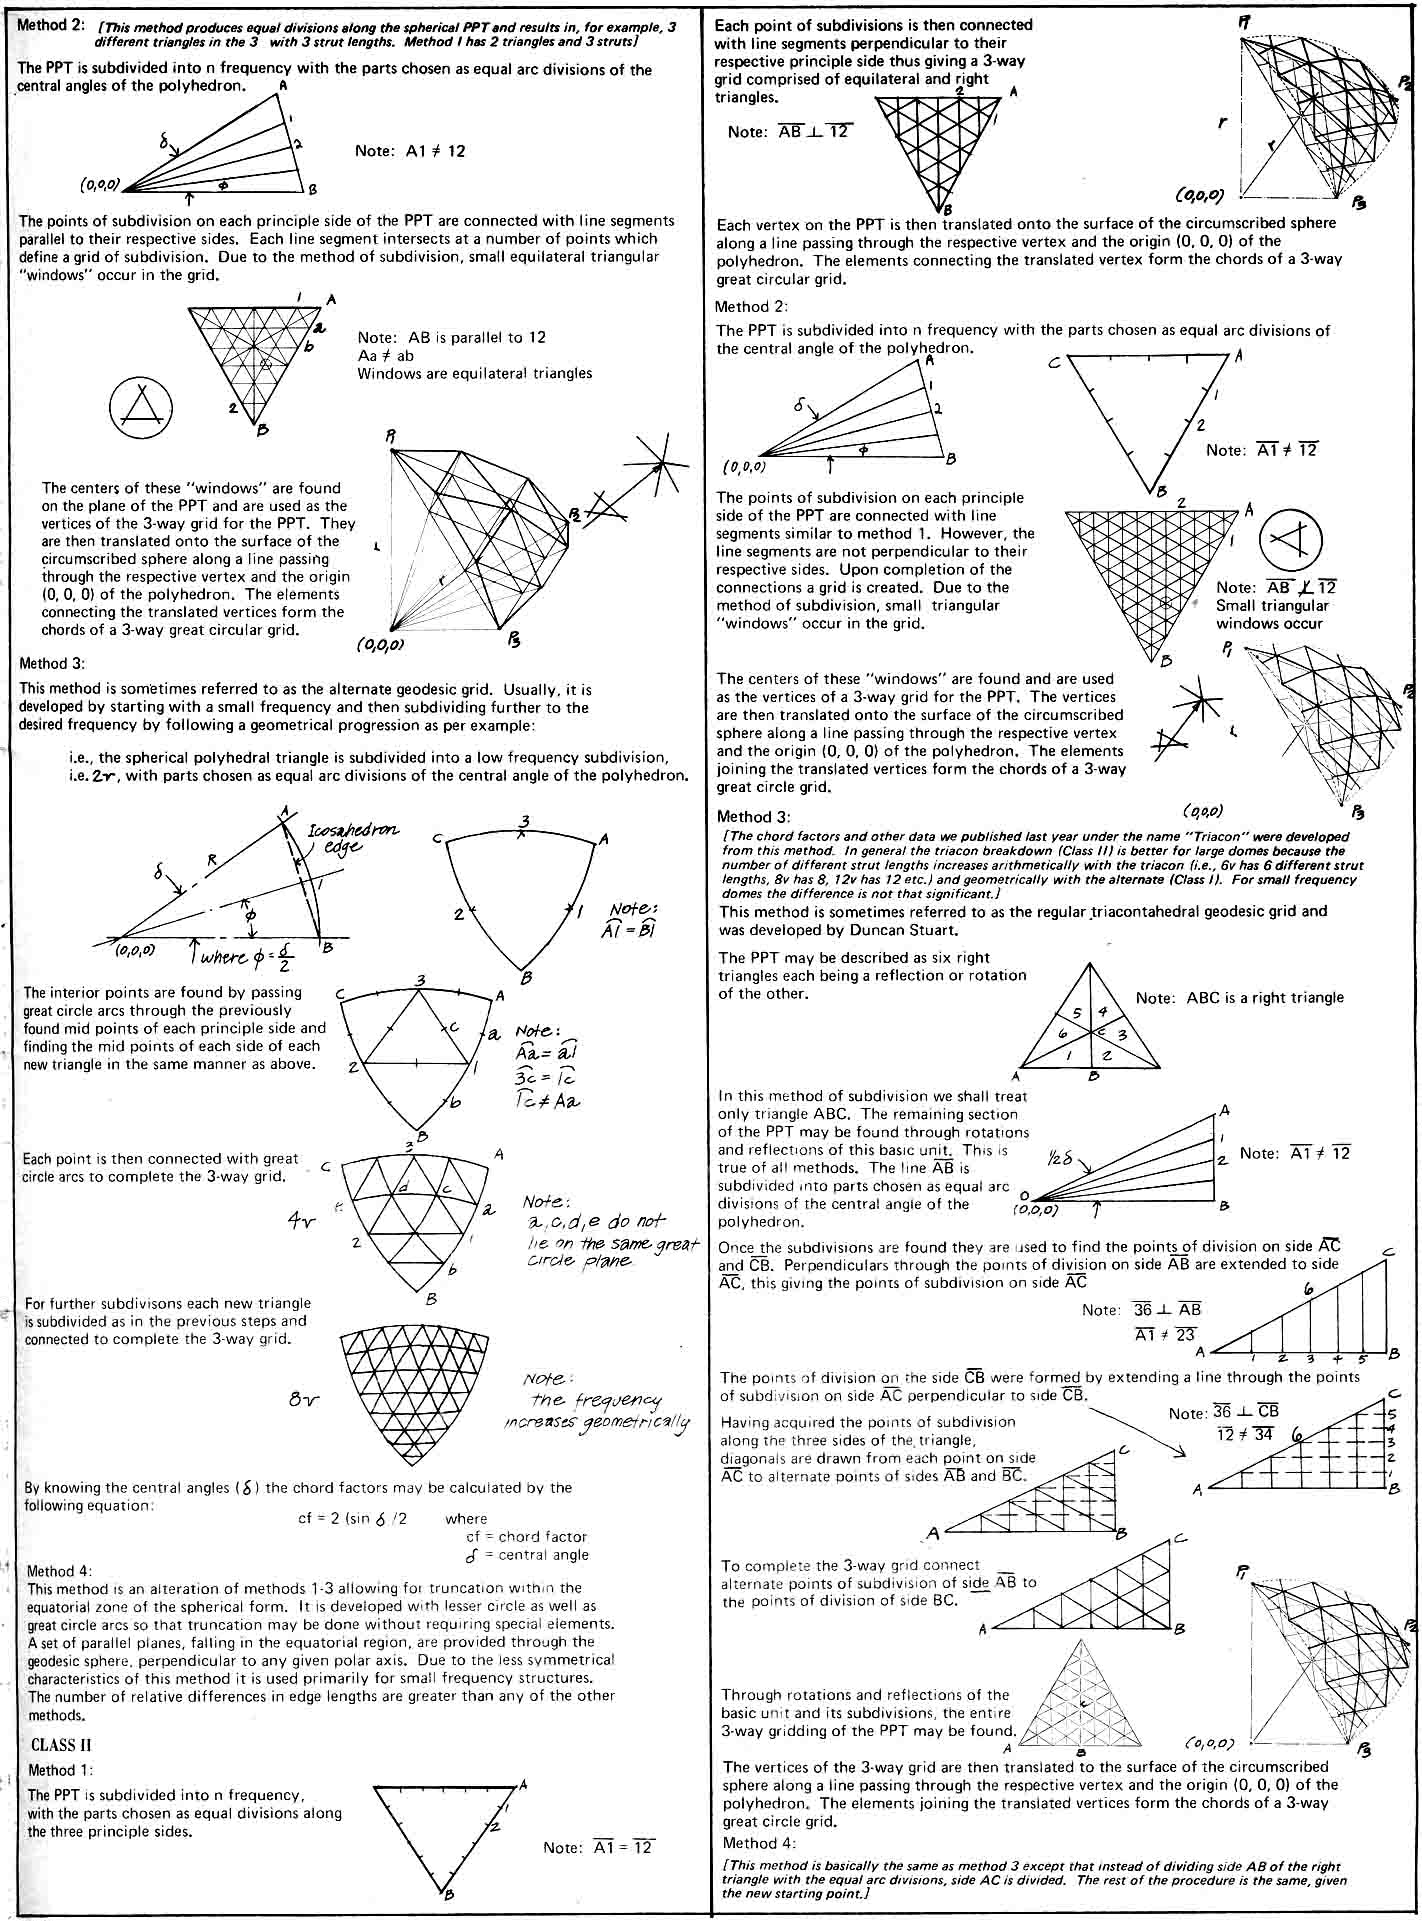 Method 2: [This method produces equal divisions along the spherical PPT and results in, for example, 3
different triangles in the 3 with 3 strut lengths. Method I has 2 triangles and 3 struts]
The PPT is subdivided into n frequency with the parts chosen as equal arc divisions of the
central angles of the polyhedron.
A
δ
1
2
(0,0,0)
ϕ
B
Note: A1 ≠ 12
The points of subdivision on each principle side of the PPT are connected with line segments
parallel to their respective sides. Each line segment intersects at a number of points which
define a grid of subdivision. Due to the method of subdivision, small equilateral triangular
"windows" occur in the grid.
1 A
a
b
2
B
Note: AB is parallel to 12
Aa ≠ ab
Windows are equilateral triangles
The centers of these "windows" are found
on the plane of the PPT and are used as the
vertices of the 3-way grid for the PPT. They
are then translated onto the surface of the
circumscribed sphere along a line passing
through the respective vertex and the origin
(0, 0, 0) of the polyhedron. The elements
connecting the translated vertices form the
chords of a 3-way great circular grid.
P1
P2
r
(0,0,0)
P3
Method 3:
This method is sometimes referred to as the alternate geodesic grid. Usually, it is
developed by starting with a small frequency and then subdividing further to the
desired frequency by following a geometrical progression as per example:
i.e., the spherical polyhedral triangle is subdivided into a low frequency subdivision,
i.e. 2v, with parts chosen as equal arc divisions of the central angle of the polyhedron.
A
Icosahedron
edge
δ
R
1
ϕ
(0,0,0)
B
where ϕ = δ/2
C 3 A
2 1
B
Note:
A1 = B1
The interior points are found by passing
great circle arcs through the previously
found mid points of each principle side and
finding the mid points of each side of each
new triangle in the same manner as above.
C 3 A
c a
2 1
b
B
Note:
Aa = a1
3c = 1c
1c ≠ Aa
Each point is then connected with great
circle arcs to complete the 3-way grid.
4v
C 3 A
d c a
2 1
b
B
Note:
a, c, d, e do not
lie on the same great
circle plane
For further subdivisons each new triangle
is subdivided as in the previous steps and
connected to complete the 3-way grid.
8v
Note:
the frequency
increases geometrically
By knowing the central angles (δ) the chord factors may be calculated by the
following equation:
cf = 2 (sin δ /2 where
cf = chord factor
δ = central angle
Method 4:
This method is an alteration of methods 1-3 allowing for truncation within the
equatorial zone of the spherical form. It is developed with lesser circle as well as
great circle arcs so that truncation may be done without requiring special elements.
A set of parallel planes, falling in the equatorial region, are provided through the
geodesic sphere, perpendicular to any given polar axis. Due to the less symmetrical
characteristics of this method it is used primarily for small frequency structures.
The number of relative differences in edge lengths are greater than any of the other
methods.
CLASS II
Method 1:
The PPT is subdivided into n frequency,
with the parts chosen as equal divisions along
the three principle sides.
A
1
2
B
Note: A1 = 12
Each point of subdivisions is then connected
with line segments perpendicular to their
respective principle side thus giving a 3-way
grid comprised of equilateral and right
triangles.
2 A
1
B
Note: AB ⊥ 12
P1
P2
r
r
(0,0,0)
P3
Each vertex on the PPT is then translated onto the surface of the circumscribed sphere
along a line passing through the respective vertex and the origin (0, 0, 0) of the
polyhedron. The elements connecting the translated vertex form the chords of a 3-way
great circular grid.
Method 2:
The PPT is subdivided into n frequency with the parts chosen as equal arc divisions of
the central angle of the polyhedron.
A
δ
1
2
ϕ
(0,0,0)
B
C A
1
2
B
Note: A1 ≠ 12
The points of subdivision on each principle
side of the PPT are connected with line
segments similar to method 1. However, the
line segments are not perpendicular to their
respective sides. Upon completion of the
connections a grid is created. Due to the
method of subdivision, small triangular
"windows" occur in the grid.
2 A
1
B
Note: AB ⊥̸ 12
Small triangular
windows occur
The centers of these "windows" are found and are used
as the vertices of a 3-way grid for the PPT. The vertices
are then translated onto the surface of the circumscribed
sphere along a line passing through the respective vertex
and the origin (0, 0, 0) of the polyhedron. The elements
joining the translated vertices form the chords of a 3-way
great circle grid.
P1
P2
(0,0,0)
P3
Method 3:
[The chord factors and other data we published last year under the name "Triacon" were developed
from this method. In general the triacon breakdown (Class II) is better for large domes because the
number of different strut lengths increases arithmetically with the triacon (i.e., 6v has 6 different strut
lengths, 8v has 8, 12v has 12 etc.) and geometrically with the alternate (Class I). For small frequency
domes the difference is not that significant.]
This method is sometimes referred to as the regular triacontahedral geodesic grid and
was developed by Duncan Stuart.
The PPT may be described as six right
triangles each being a reflection or rotation
of the other.
5 4
6 C 3
1 2
A B
Note: ABC is a right triangle
In this method of subdivision we shall treat
only triangle ABC. The remaining section
of the PPT may be found through rotations
and reflections of this basic unit. This is
true of all methods. The line AB is
subdivided into parts chosen as equal arc
divisions of the central angle of the
polyhedron.
A
1/2δ
1
2
O
(0,0,0)
B
Note: A1 ≠ 12
Once the subdivisions are found they are used to find the points of division on side AC
and CB. Perpendiculars through the points of division on side AB are extended to side
AC, this giving the points of subdivision on side AC
Note: 36 ⊥ AB
A1 ≠ 23
C
6
A 1 2 3 4 5 B
The points of division on the side CB were formed by extending a line through the points
of subdivision on side AC perpendicular to side CB.
Note: 36 ⊥ CB
12 ≠ 34
C
5
4
6 3
2
1
A B
Having acquired the points of subdivision
along the three sides of the triangle,
diagonals are drawn from each point on side
AC to alternate points of sides AB and BC.
C
A B
To complete the 3-way grid connect
alternate points of subdivision of side AB to
the points of division of side BC.
C
A B
Through rotations and reflections of the
basic unit and its subdivisions, the entire
3-way gridding of the PPT may be found.
C
A B
P1
P2
(0,0,0)
P3
The vertices of the 3-way grid are then translated to the surface of the circumscribed
sphere along a line passing through the respective vertex and the origin (0, 0, 0) of the
polyhedron. The elements joining the translated vertices form the chords of a 3-way
great circle grid.
Method 4:
[This method is basically the same as method 3 except that instead of dividing side AB of the right
triangle with the equal arc divisions, side AC is divided. The rest of the procedure is the same, given
the new starting point.]